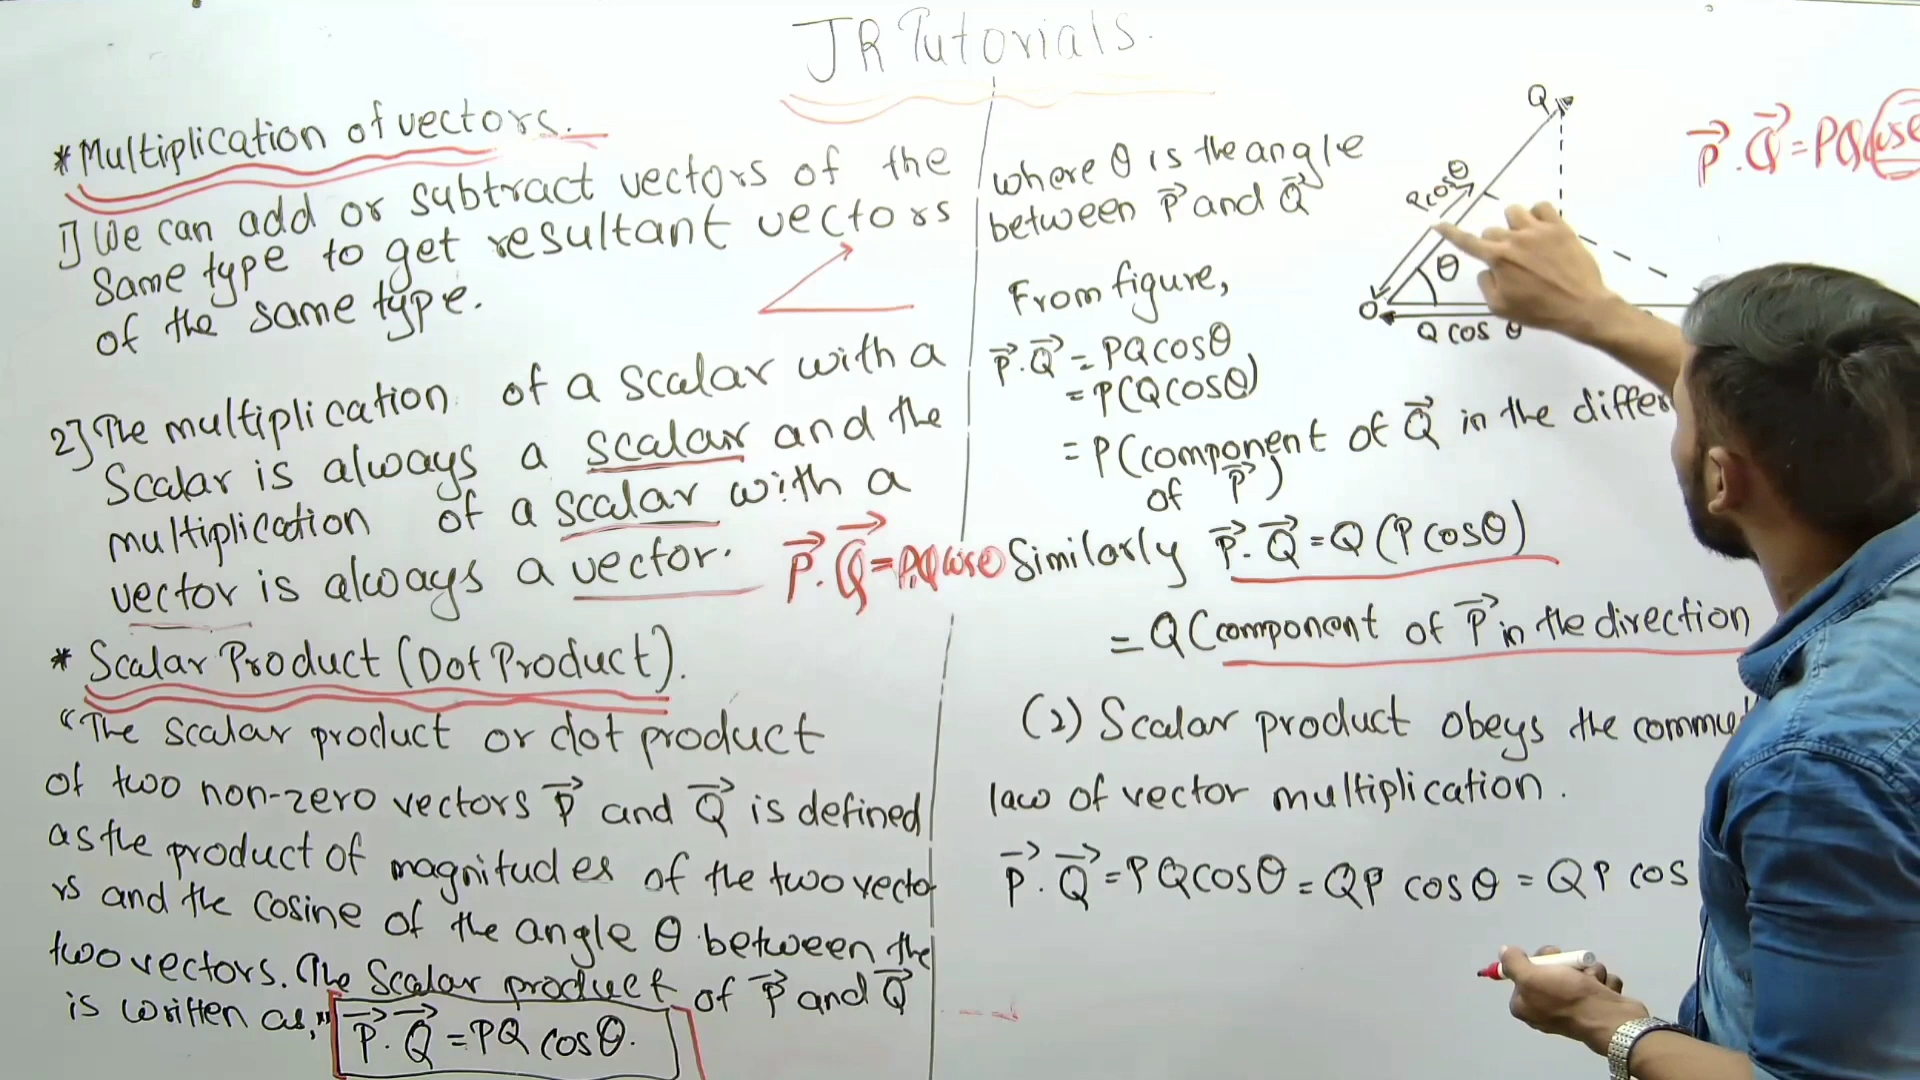 JR Tutorials.
*Multiplication of vectors.
1] We can add or subtract vectors of the
same type to get resultant vectors
of the same type.
2] The multiplication of a scalar with a
Scalar is always a scalar and the
multiplication of a scalar with a
vector is always a vector.
P⃗.Q⃗=PQ cosθ
* Scalar Product (Dot Product).
"The scalar product or dot product
of two non-zero vectors P⃗ and Q⃗ is defined
as the product of magnitudes of the two vecto
rs and the cosine of the angle θ between the
two vectors. The Scalar product of P⃗ and Q⃗
is written as,"
P⃗.Q⃗=PQ cosθ.
where θ is the angle
between P⃗ and Q⃗
From figure,
P⃗.Q⃗=PQcosθ
=P(Qcosθ)
=P(component of Q⃗ in the differ
of P⃗)
Similarly P⃗.Q⃗=Q(Pcosθ)
=Q(component of P⃗ in the direction
(2) Scalar product obeys the commu
law of vector multiplication.
P⃗.Q⃗=PQcosθ=QP cosθ=QP cos
Q
Pcosθ
θ
O
Q cos θ
P⃗.Q⃗=PQ